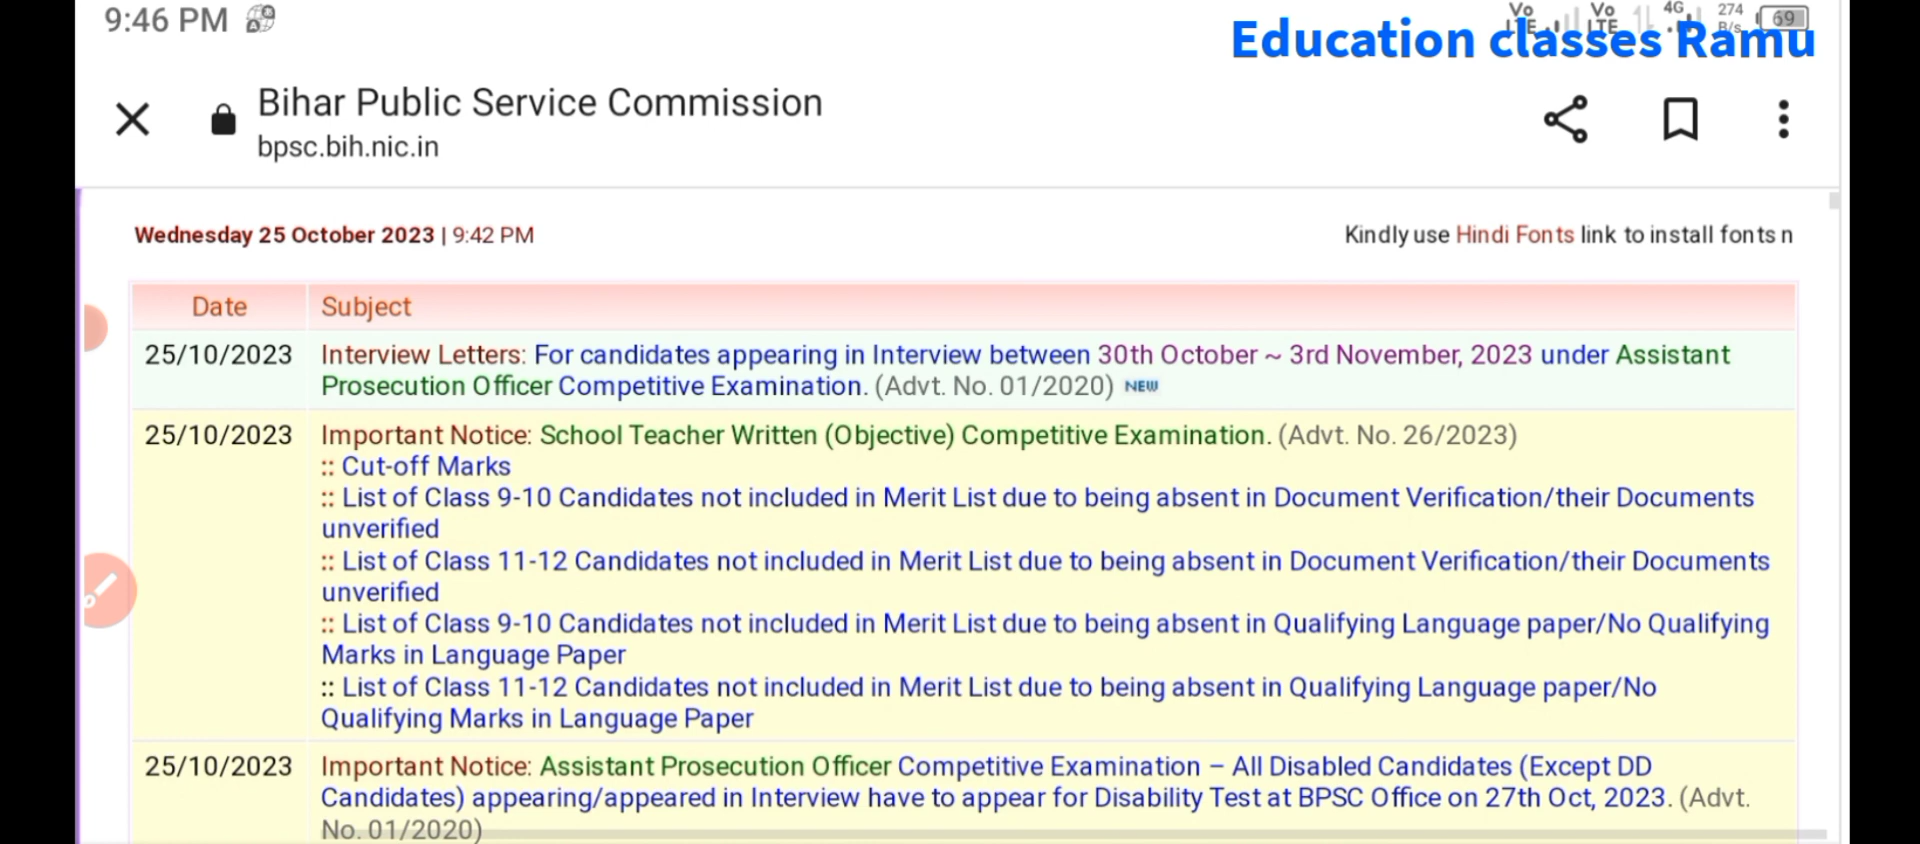 9:46 PM
Vo LTE Vo LTE 4G 274 B/s 69
Education classes Ramu
Bihar Public Service Commission
bpsc.bih.nic.in
Wednesday 25 October 2023 | 9:42 PM
Kindly use Hindi Fonts link to install fonts n
Date Subject
25/10/2023 Interview Letters: For candidates appearing in Interview between 30th October ~ 3rd November, 2023 under Assistant
Prosecution Officer Competitive Examination. (Advt. No. 01/2020) NEW
25/10/2023 Important Notice: School Teacher Written (Objective) Competitive Examination. (Advt. No. 26/2023)
:: Cut-off Marks
:: List of Class 9-10 Candidates not included in Merit List due to being absent in Document Verification/their Documents
unverified
:: List of Class 11-12 Candidates not included in Merit List due to being absent in Document Verification/their Documents
unverified
:: List of Class 9-10 Candidates not included in Merit List due to being absent in Qualifying Language paper/No Qualifying
Marks in Language Paper
:: List of Class 11-12 Candidates not included in Merit List due to being absent in Qualifying Language paper/No
Qualifying Marks in Language Paper
25/10/2023 Important Notice: Assistant Prosecution Officer Competitive Examination – All Disabled Candidates (Except DD
Candidates) appearing/appeared in Interview have to appear for Disability Test at BPSC Office on 27th Oct, 2023. (Advt.
No. 01/2020)